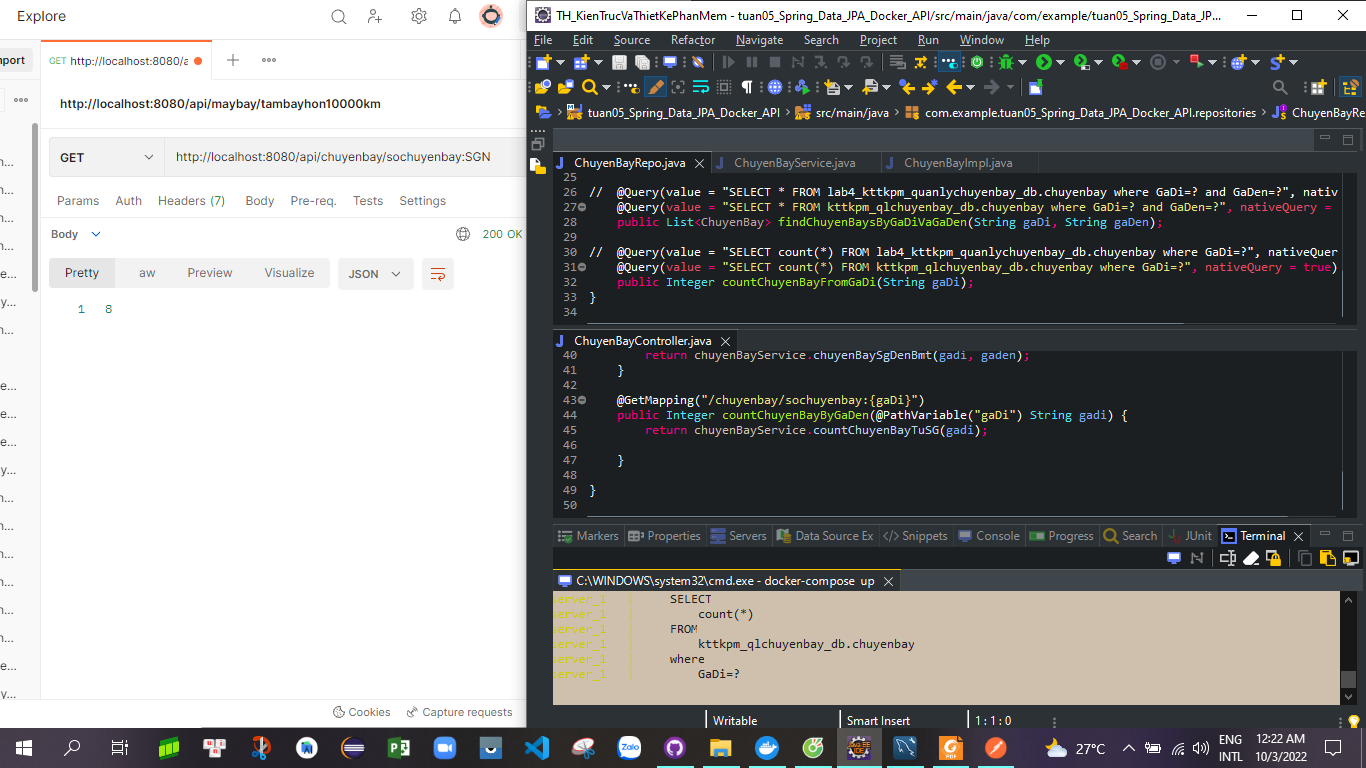 Explore
mport
GET http://localhost:8080/a
http://localhost:8080/api/maybay/tambayhon10000km
GET
http://localhost:8080/api/chuyenbay/sochuyenbay:SGN
Params Auth Headers (7) Body Pre-req. Tests Settings
Body
200 OK
Pretty
aw
Preview
Visualize
JSON
1 8
Cookies
Capture requests
TH_KienTrucVaThietKePhanMem - tuan05_Spring_Data_JPA_Docker_API/src/main/java/com/example/tuan05_Spring_Data_JP...
File Edit Source Refactor Navigate Search Project Run Window Help
tuan05_Spring_Data_JPA_Docker_API
src/main/java
com.example.tuan05_Spring_Data_JPA_Docker_API.repositories
ChuyenBayRe
ChuyenBayRepo.java
ChuyenBayService.java
ChuyenBayImpl.java
25
26 // @Query(value = "SELECT * FROM lab4_kttkpm_quanlychuyenbay_db.chuyenbay where GaDi=? and GaDen=?", nativ
27 @Query(value = "SELECT * FROM kttkpm_qlchuyenbay_db.chuyenbay where GaDi=? and GaDen=?", nativeQuery =
28 public List<ChuyenBay> findChuyenBaysByGaDiVaGaDen(String gaDi, String gaDen);
29
30 // @Query(value = "SELECT count(*) FROM lab4_kttkpm_quanlychuyenbay_db.chuyenbay where GaDi=?", nativeQuer
31 @Query(value = "SELECT count(*) FROM kttkpm_qlchuyenbay_db.chuyenbay where GaDi=?", nativeQuery = true)
32 public Integer countChuyenBayFromGaDi(String gaDi);
33 }
34
ChuyenBayController.java
40 return chuyenBayService.chuyenBaySgDenBmt(gadi, gaden);
41 }
42
43 @GetMapping("/chuyenbay/sochuyenbay:{gaDi}")
44 public Integer countChuyenBayByGaDen(@PathVariable("gaDi") String gadi) {
45 return chuyenBayService.countChuyenBayTuSG(gadi);
46
47 }
48
49 }
50
Markers Properties Servers Data Source Ex Snippets Console Progress Search JUnit Terminal
C:\WINDOWS\system32\cmd.exe - docker-compose up
server_1 | SELECT
server_1 | count(*)
server_1 | FROM
server_1 | kttkpm_qlchuyenbay_db.chuyenbay
server_1 | where
server_1 | GaDi=?
Writable
Smart Insert
1 : 1 : 0
27°C
ENG
INTL
12:22 AM
10/3/2022